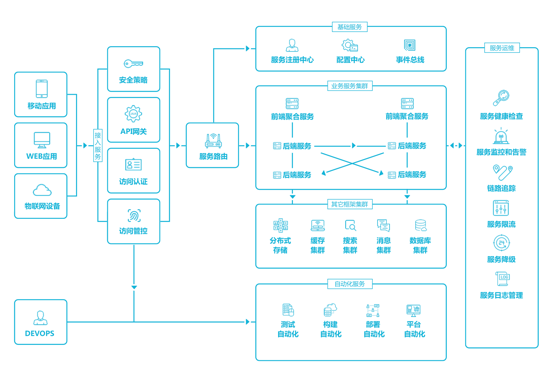 基础服务
服务注册中心
配置中心
事件总线
移动应用
WEB应用
物联网设备
接入服务
安全策略
API网关
访问认证
访问管控
服务路由
业务服务集群
前端聚合服务
前端聚合服务
后端服务
后端服务
后端服务
后端服务
其它框架集群
分布式
存储
缓存
集群
搜索
集群
消息
集群
数据库
集群
自动化服务
测试
自动化
构建
自动化
部署
自动化
平台
自动化
DEVOPS
服务运维
服务健康检查
服务监控和告警
链路追踪
服务限流
服务降级
服务日志管理